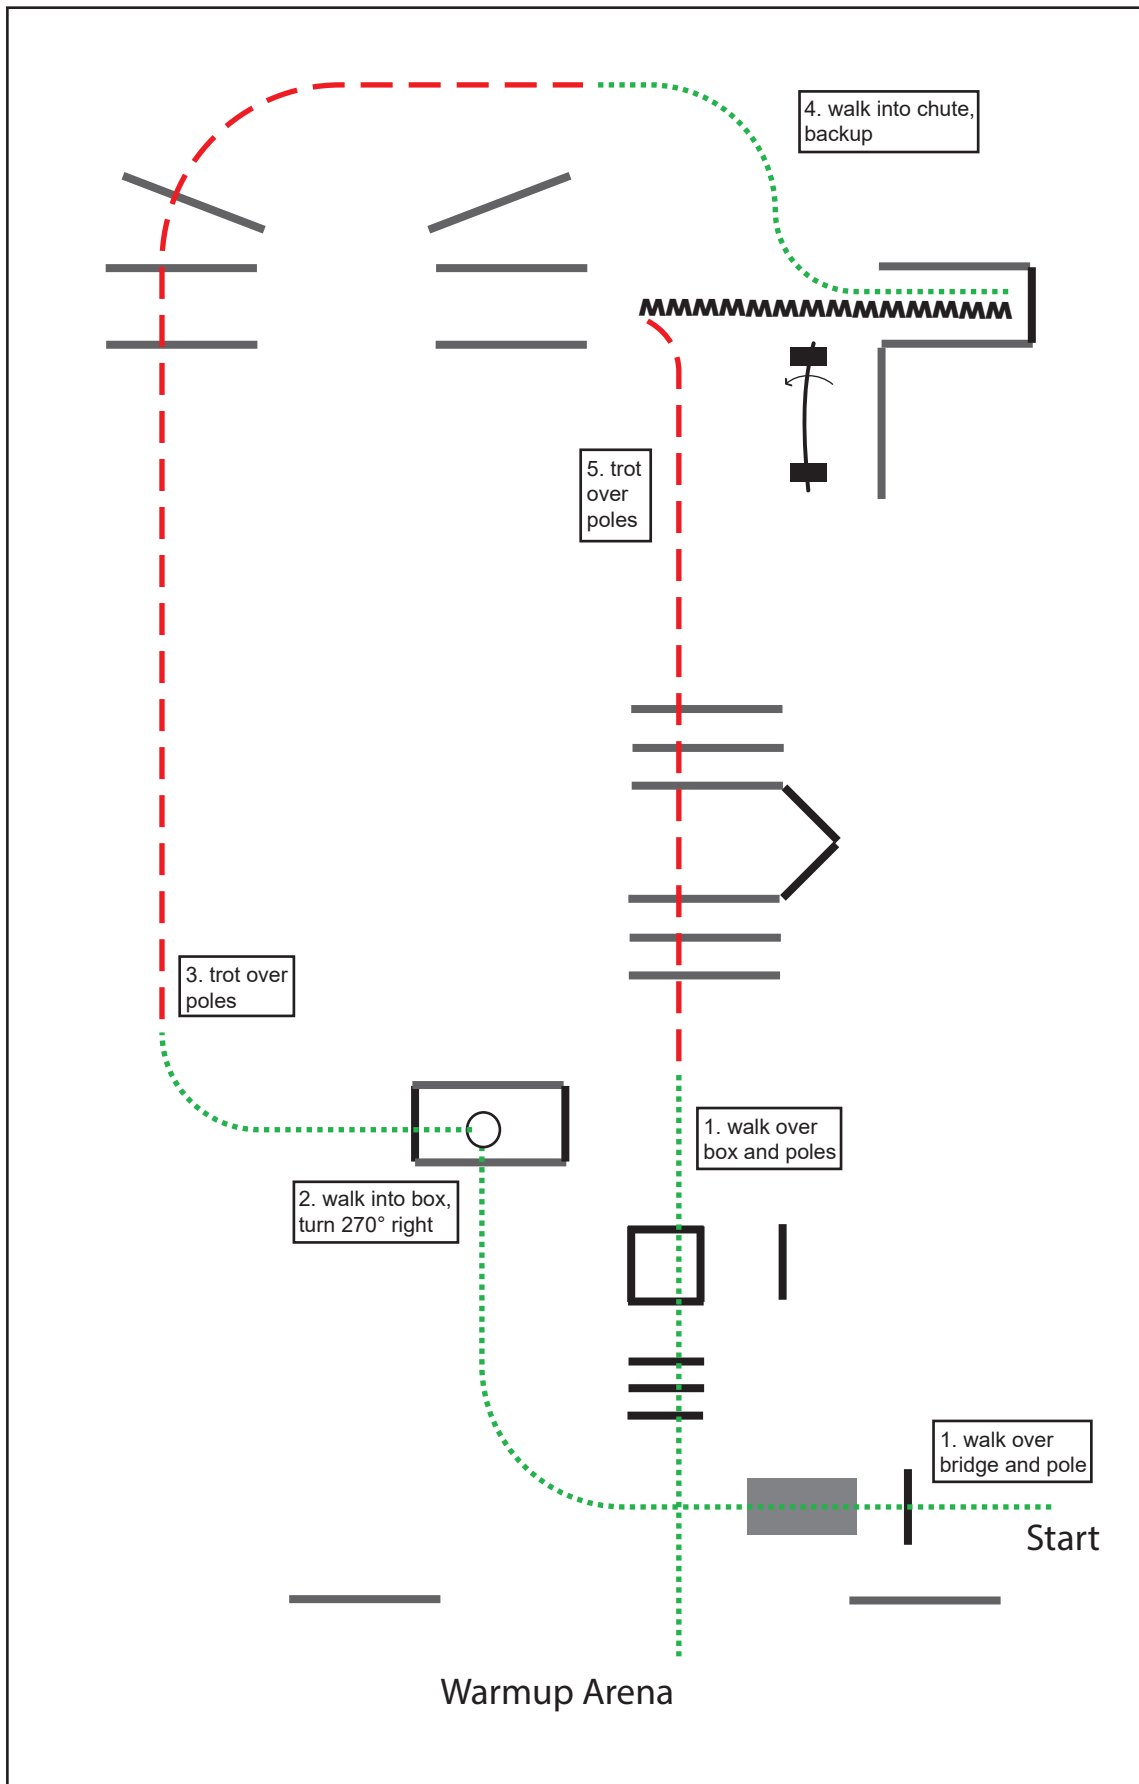 4. walk into chute,
backup
5. trot
over
poles
3. trot over
poles
1. walk over
box and poles
2. walk into box,
turn 270° right
1. walk over
bridge and pole
Start
Warmup Arena